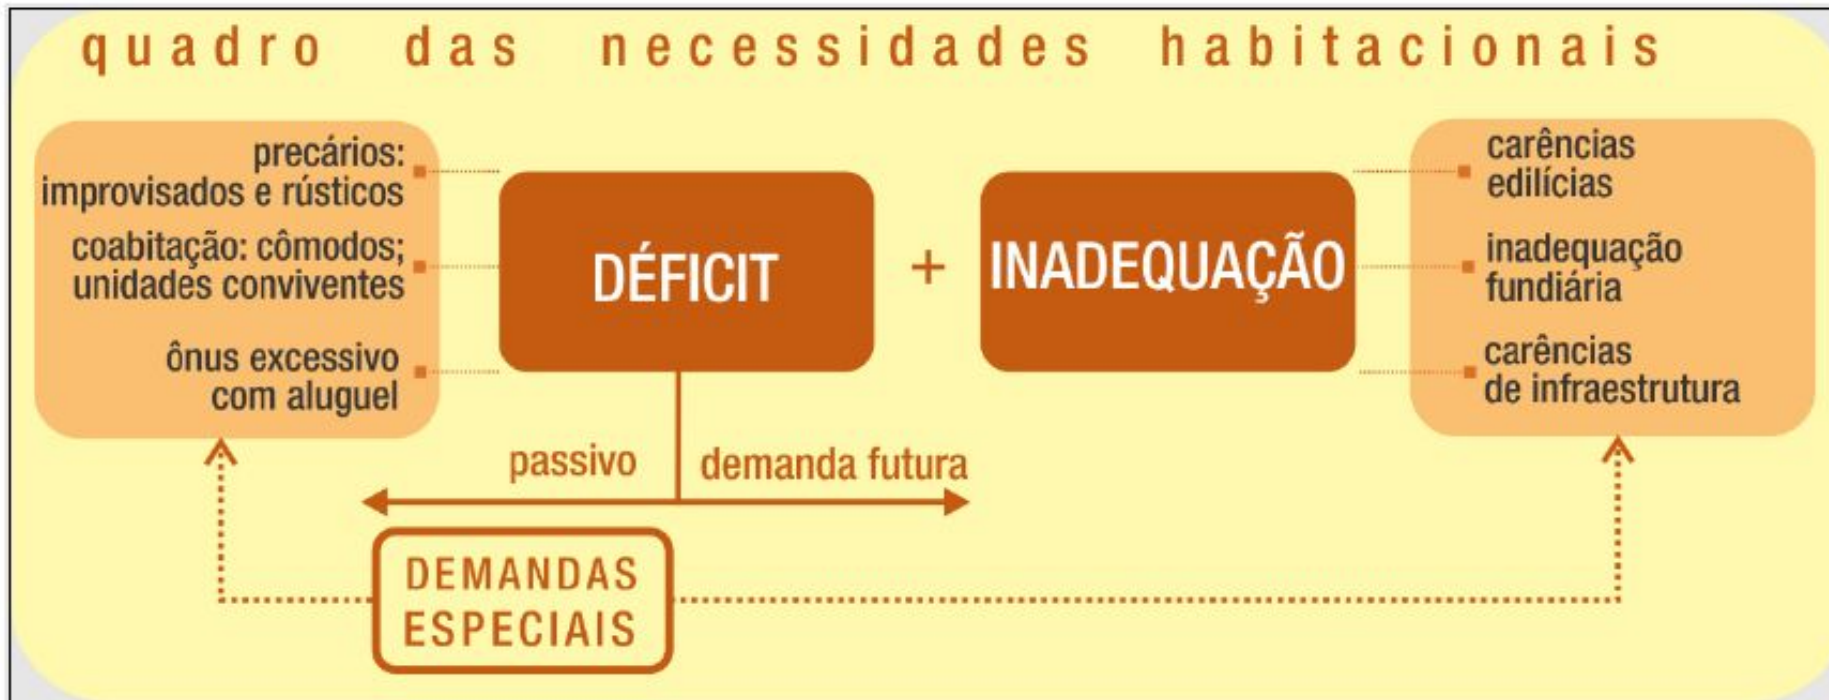 quadro das necessidades habitacionais
precários:
improvisados e rústicos
coabitação: cômodos;
unidades conviventes
ônus excessivo
com aluguel
DÉFICIT
+
INADEQUAÇÃO
carências
edilícias
inadequação
fundiária
carências
de infraestrutura
passivo
demanda futura
DEMANDAS
ESPECIAIS